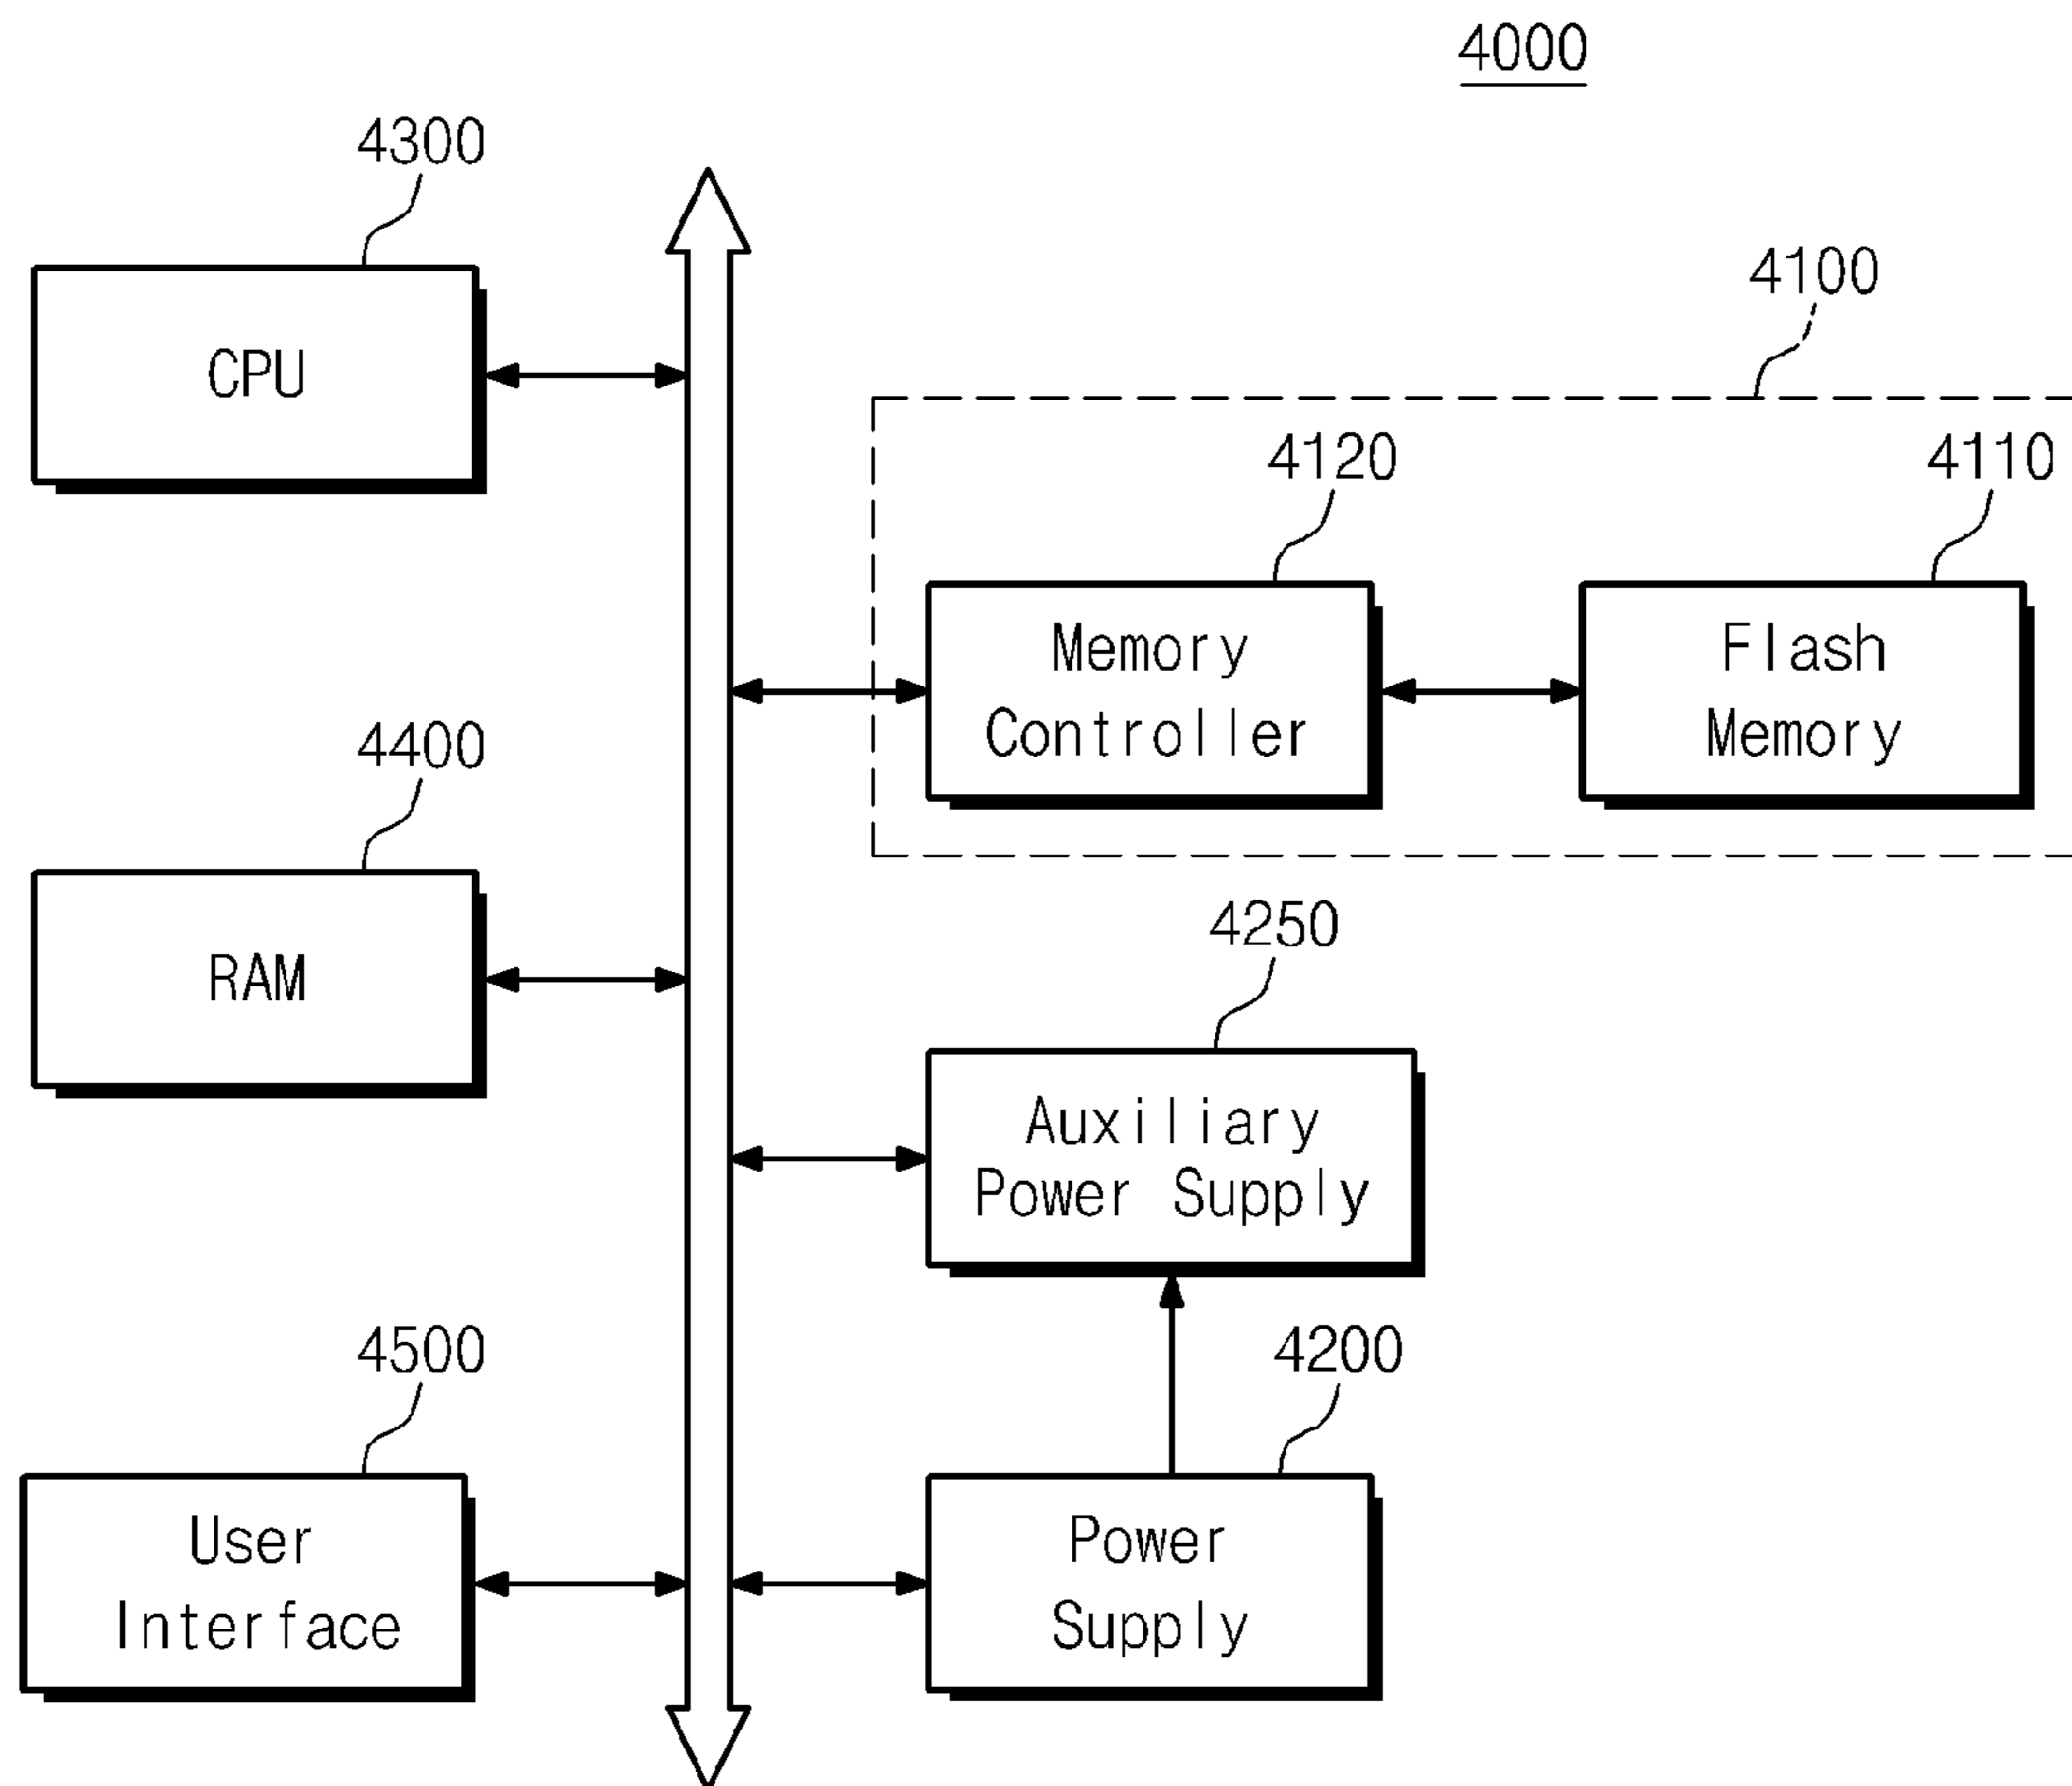 4000
4300
CPU
4100
4120
4110
Memory
Controller
Flash
Memory
4400
RAM
4250
Auxiliary
Power Supply
4500
User
Interface
4200
Power
Supply